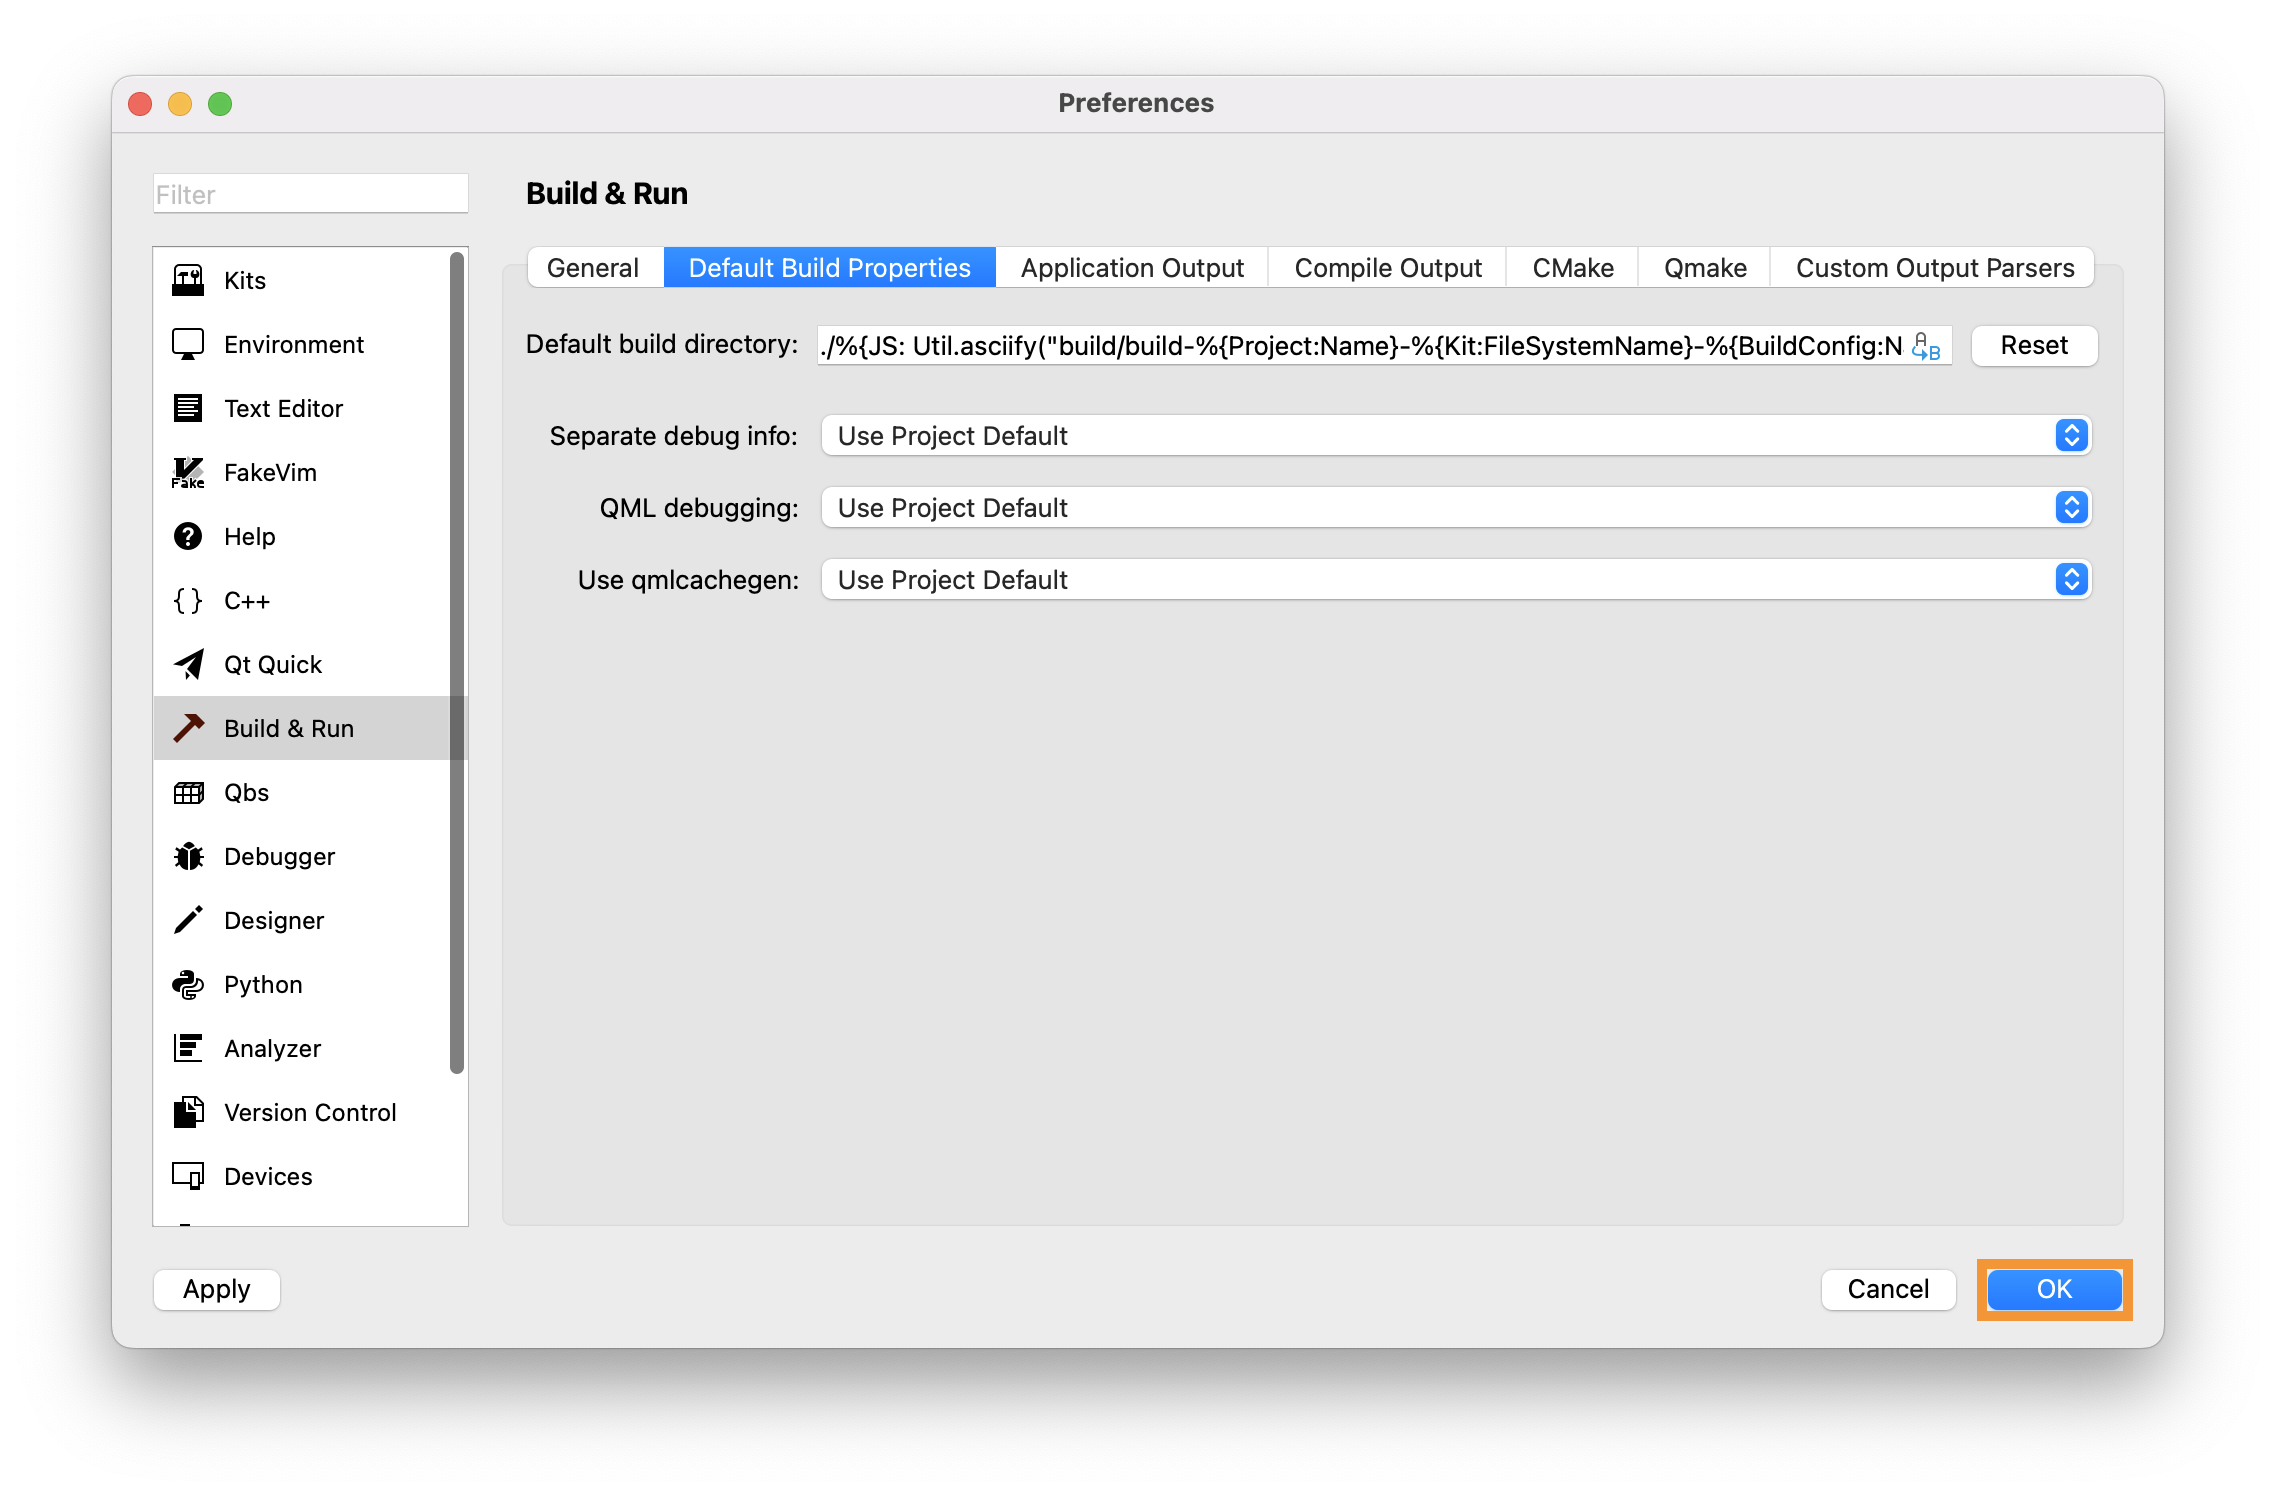 Preferences
Filter
Build & Run
Kits
Environment
Text Editor
Fake
FakeVim
Help
C++
Qt Quick
Build & Run
Qbs
Debugger
Designer
Python
Analyzer
Version Control
Devices
General
Default Build Properties
Application Output
Compile Output
CMake
Qmake
Custom Output Parsers
Default build directory: ./%{JS: Util.asciify("build/build-%{Project:Name}-%{Kit:FileSystemName}-%{BuildConfig:N
A
B
Reset
Separate debug info: Use Project Default
QML debugging: Use Project Default
Use qmlcachegen: Use Project Default
Apply
Cancel
OK